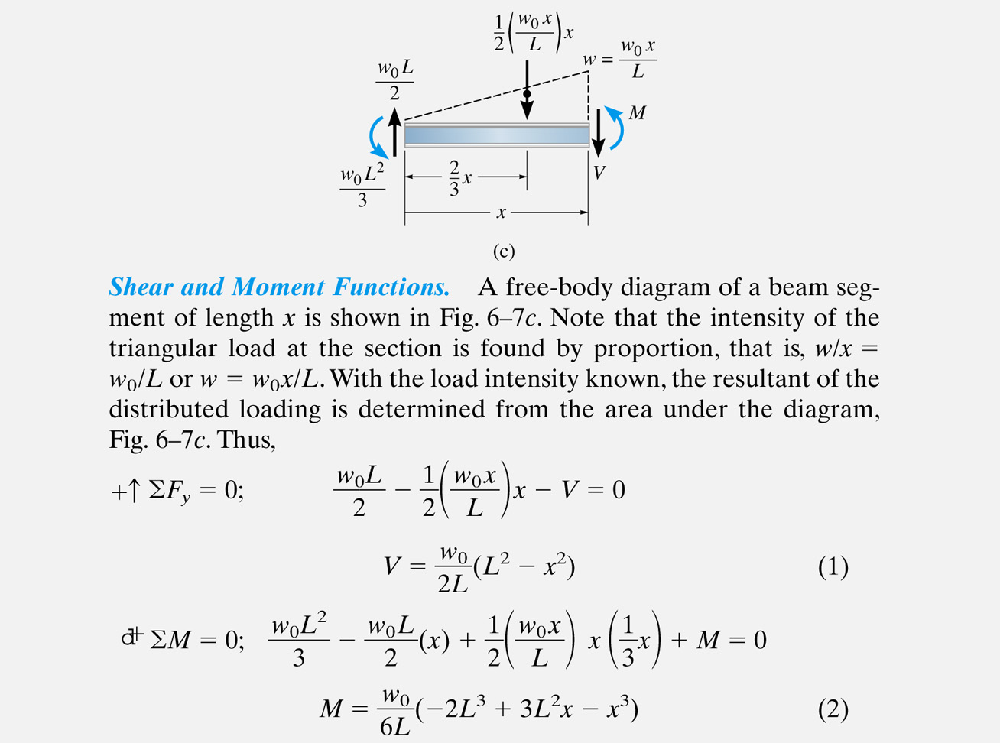 1/2 (w₀x/L) x
w = w₀x/L
w₀L/2
M
w₀L²/3
2/3 x
V
x
(c)
Shear and Moment Functions. A free-body diagram of a beam seg-
ment of length x is shown in Fig. 6–7c. Note that the intensity of the
triangular load at the section is found by proportion, that is, w/x =
w₀/L or w = w₀x/L. With the load intensity known, the resultant of the
distributed loading is determined from the area under the diagram,
Fig. 6–7c. Thus,
+↑ ΣF_y = 0; w₀L/2 − 1/2 (w₀x/L) x − V = 0
V = w₀/2L (L² − x²) (1)
↺+ ΣM = 0; w₀L²/3 − w₀L/2 (x) + 1/2 (w₀x/L) x (1/3 x) + M = 0
M = w₀/6L (−2L³ + 3L²x − x³) (2)